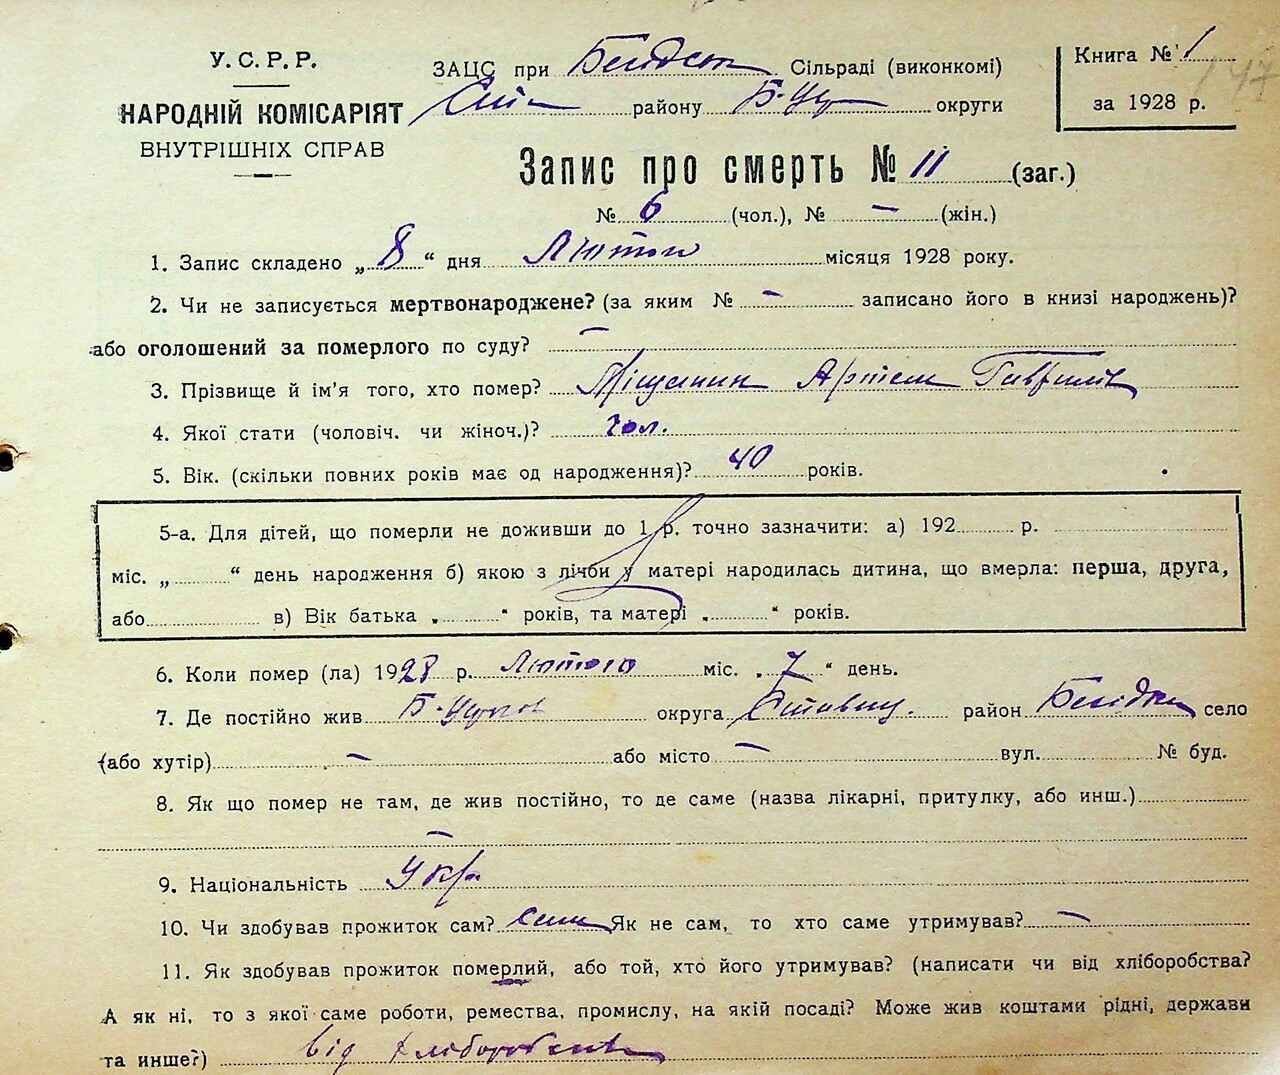 У.С.Р.Р.
НАРОДНІЙ КОМІСАРІЯТ
ВНУТРІШНІХ СПРАВ
ЗАЦС при Сільраді (виконкомі)
району Б-Цер округи
Книга № 1
за 1928 р.
147
Запис про смерть № 11 (заг.)
№ 6 (чол.), № — (жін.)
1. Запис складено „ 8 “ дня Лютого місяця 1928 року.
2. Чи не записується мертвонароджене? (за яким № — записано його в книзі народжень)?
або оголошений за померлого по суду? —
3. Прізвище й ім'я того, хто помер? Міщанин Артем Гаврилів
4. Якої стати (чоловіч. чи жіноч.)? чол.
5. Вік. (скільки повних років має од народження)? 40 років.
5-а. Для дітей, що померли не доживши до 1 р. точно зазначити: а) 192 р.
міс. „ “ день народження б) якою з лічби у матері народилась дитина, що вмерла: перша, друга,
або в) Вік батька „ “ років, та матері „ “ років.
6. Коли помер (ла) 1928 р. Лютого міс. „ 7 “ день.
7. Де постійно жив Б-Церков округа Ставищ. район село
(або хутір) — або місто — вул. № буд.
8. Як що помер не там, де жив постійно, то де саме (назва лікарні, притулку, або инш.)
—
9. Національність Укр
10. Чи здобував прожиток сам? Сам Як не сам, то хто саме утримував? —
11. Як здобував прожиток померлий, або той, хто його утримував? (написати чи від хліборобства?
А як ні, то з якої саме роботи, ремества, промислу, на якій посаді? Може жив коштами рідні, держави
та инше?) від хліборобства